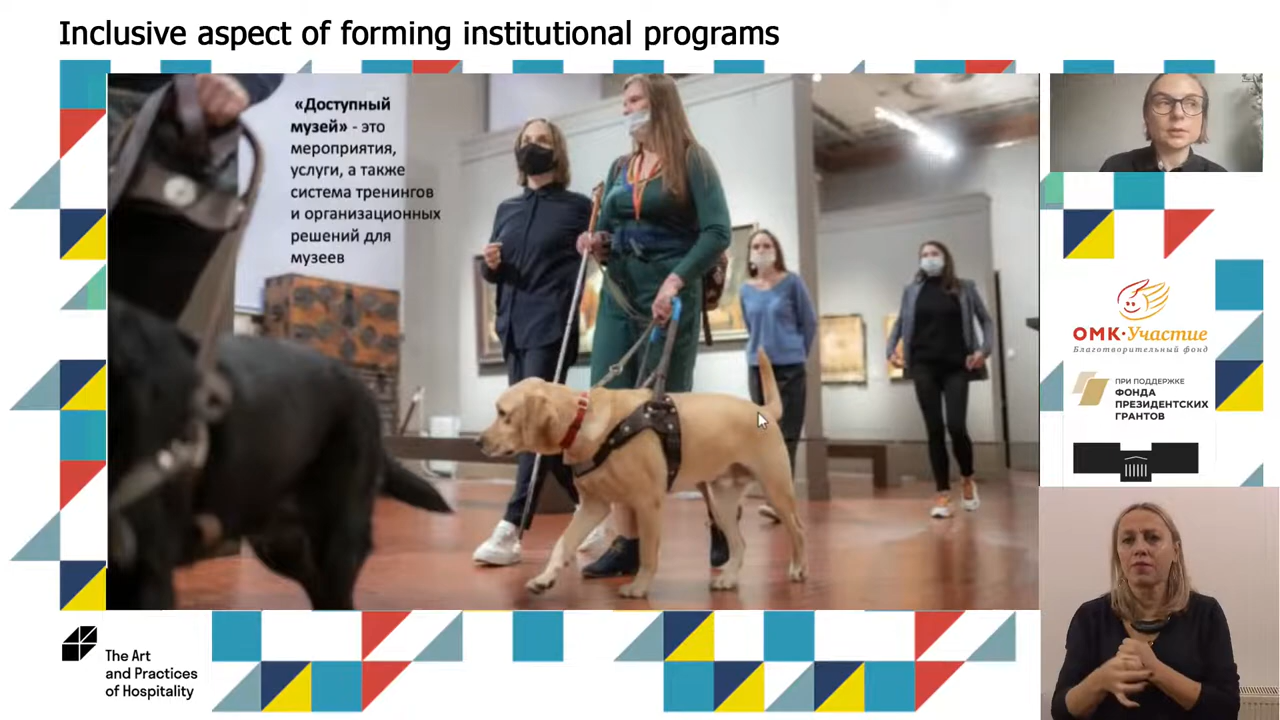 Inclusive aspect of forming institutional programs
«Доступный
музей» - это
мероприятия,
услуги, а также
система тренингов
и организационных
решений для
музеев
ОМК·Участие
Благотворительный фонд
ПРИ ПОДДЕРЖКЕ
ФОНДА
ПРЕЗИДЕНТСКИХ
ГРАНТОВ
The Art
and Practices
of Hospitality